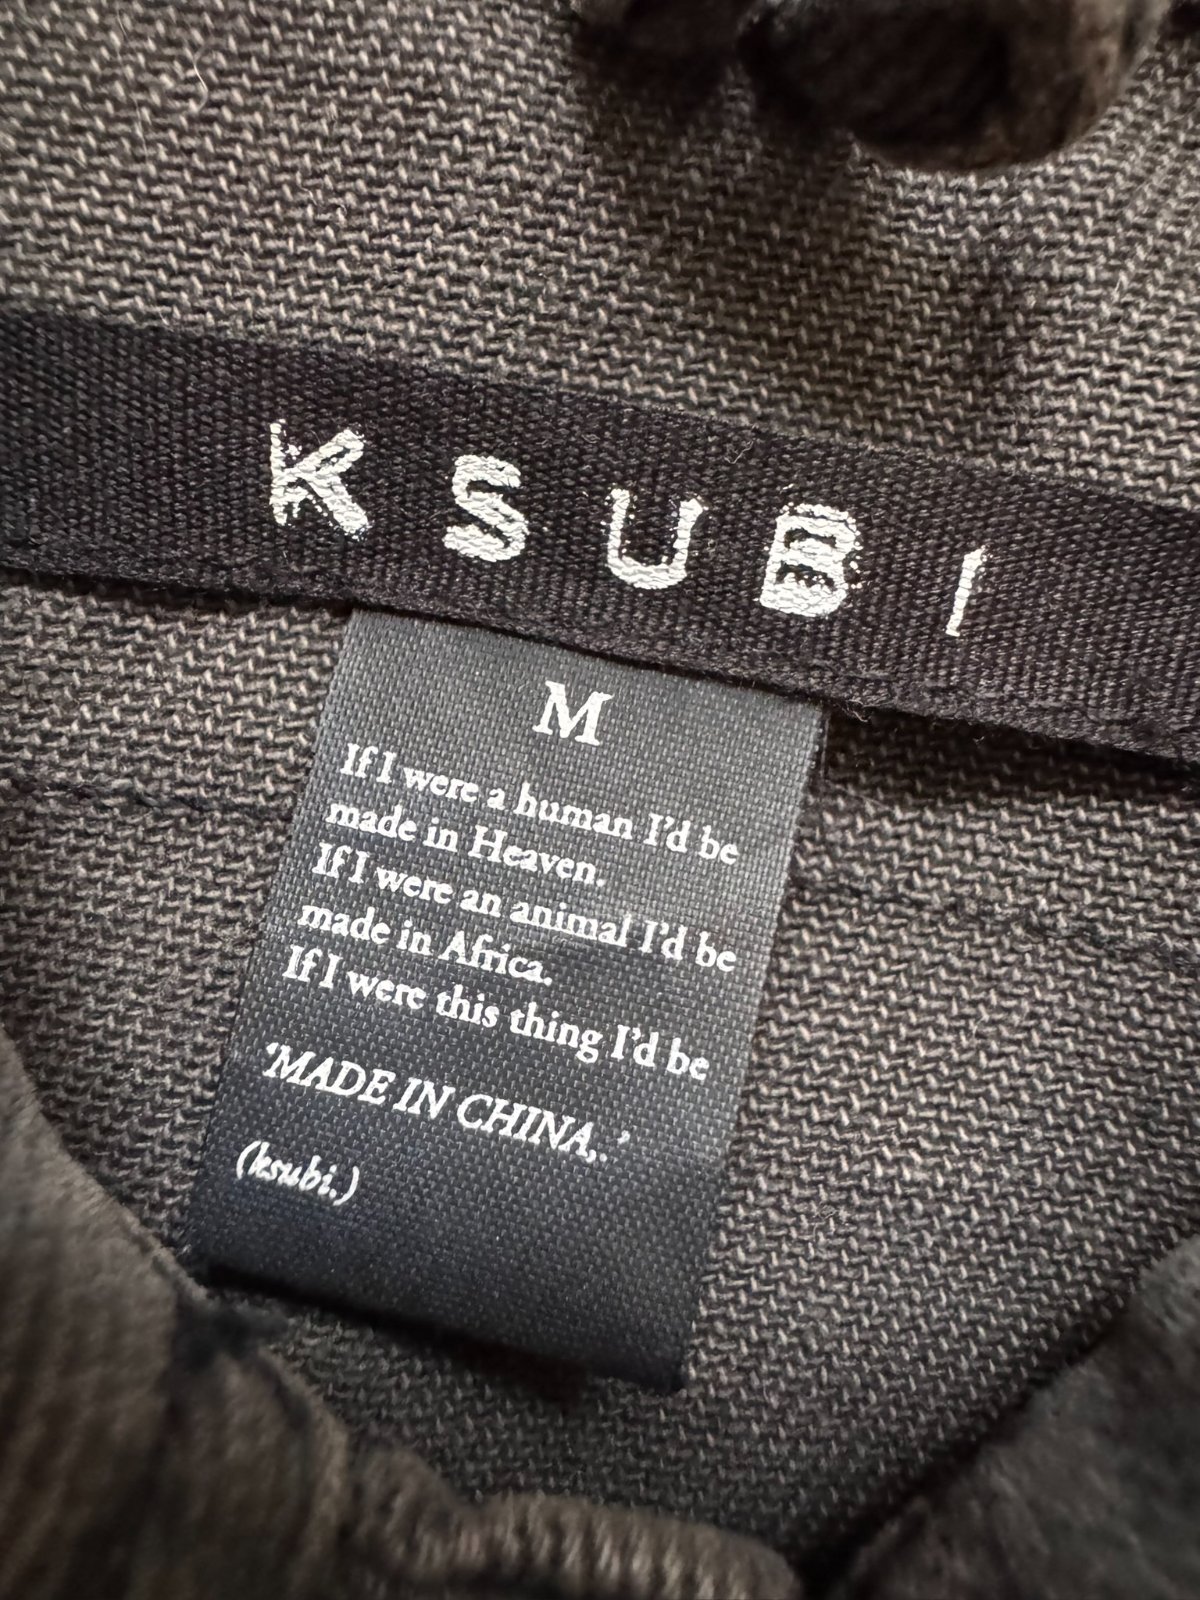 KSUBI
M
If I were a human I'd be
made in Heaven.
If I were an animal I'd be
made in Africa.
If I were this thing I'd be
'MADE IN CHINA,.'
(ksubi.)